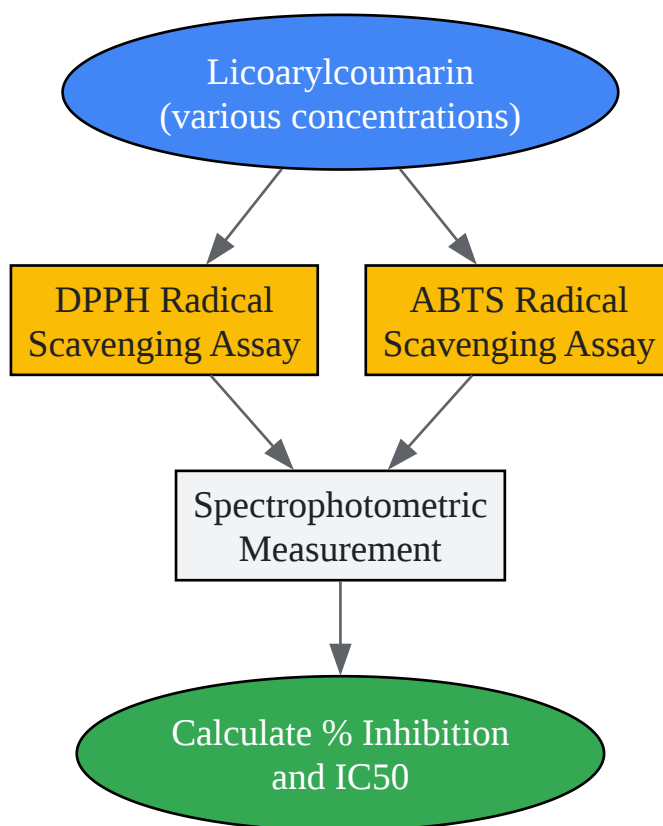 Licoarylcoumarin
(various concentrations)
DPPH Radical
Scavenging Assay
ABTS Radical
Scavenging Assay
Spectrophotometric
Measurement
Calculate % Inhibition
and IC50